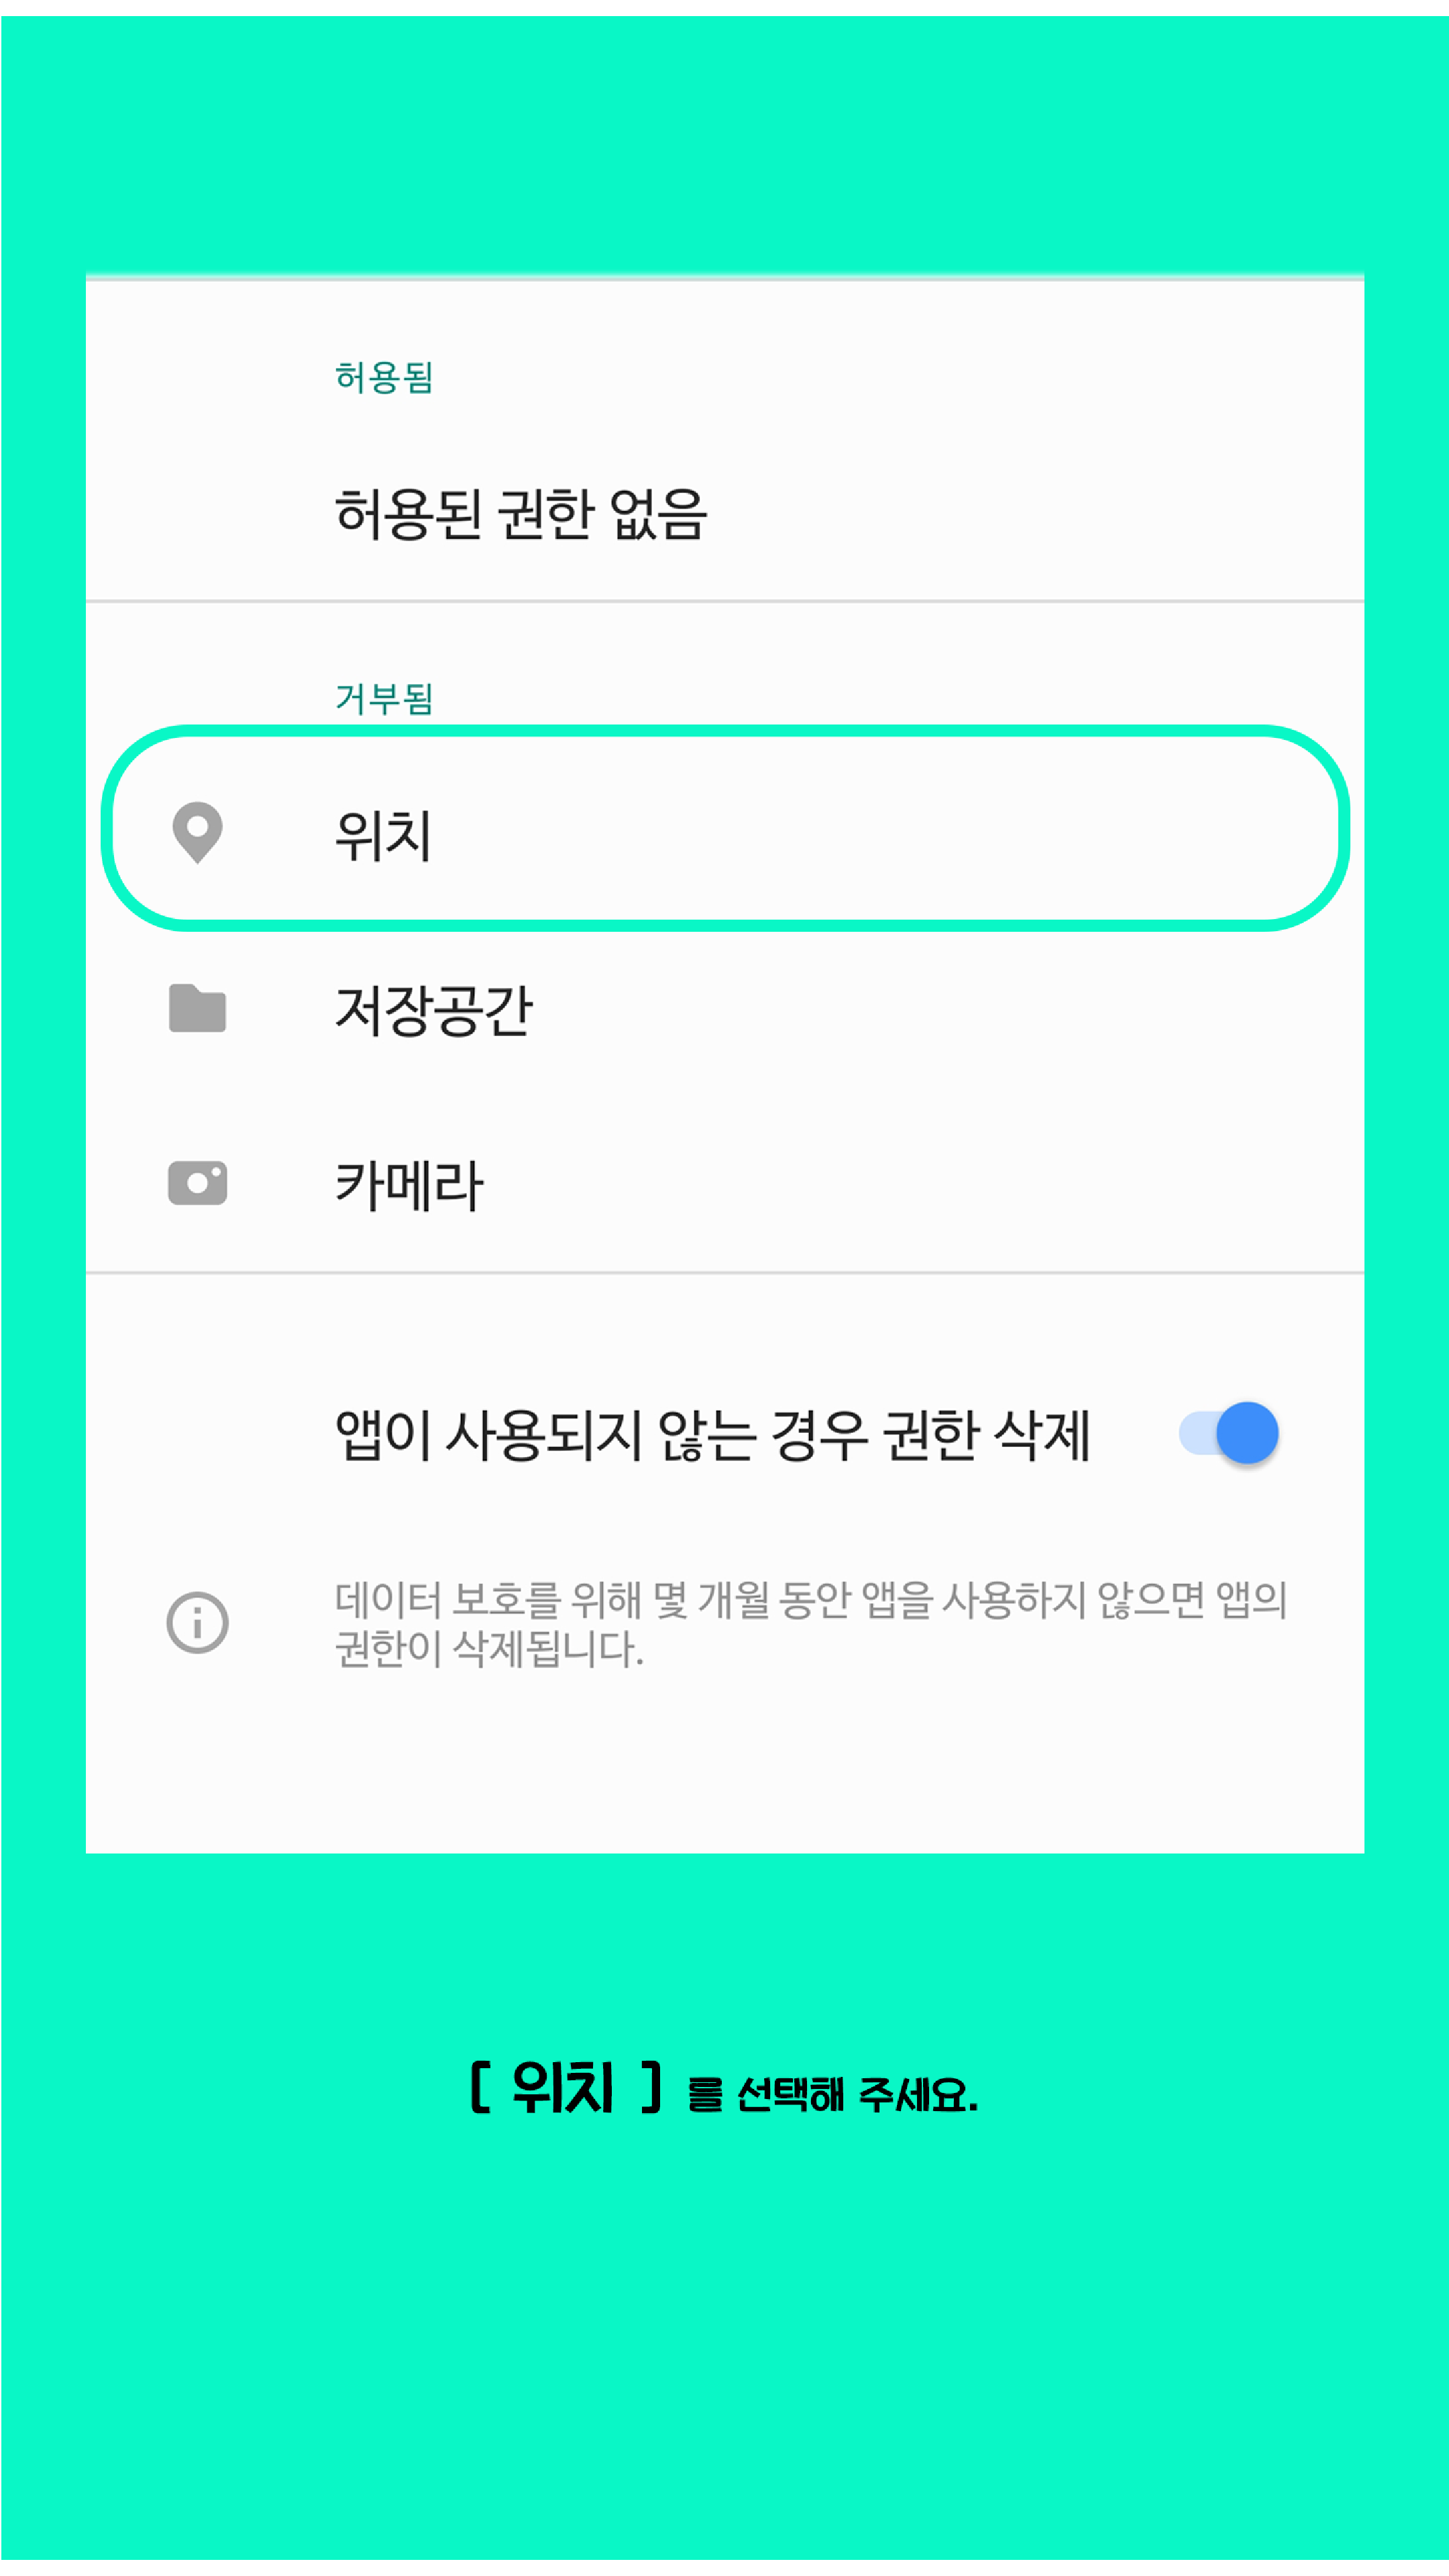 허용됨
허용된 권한 없음
거부됨
위치
저장공간
카메라
앱이 사용되지 않는 경우 권한 삭제
데이터 보호를 위해 몇 개월 동안 앱을 사용하지 않으면 앱의
권한이 삭제됩니다.
[ 위치 ] 를 선택해 주세요.